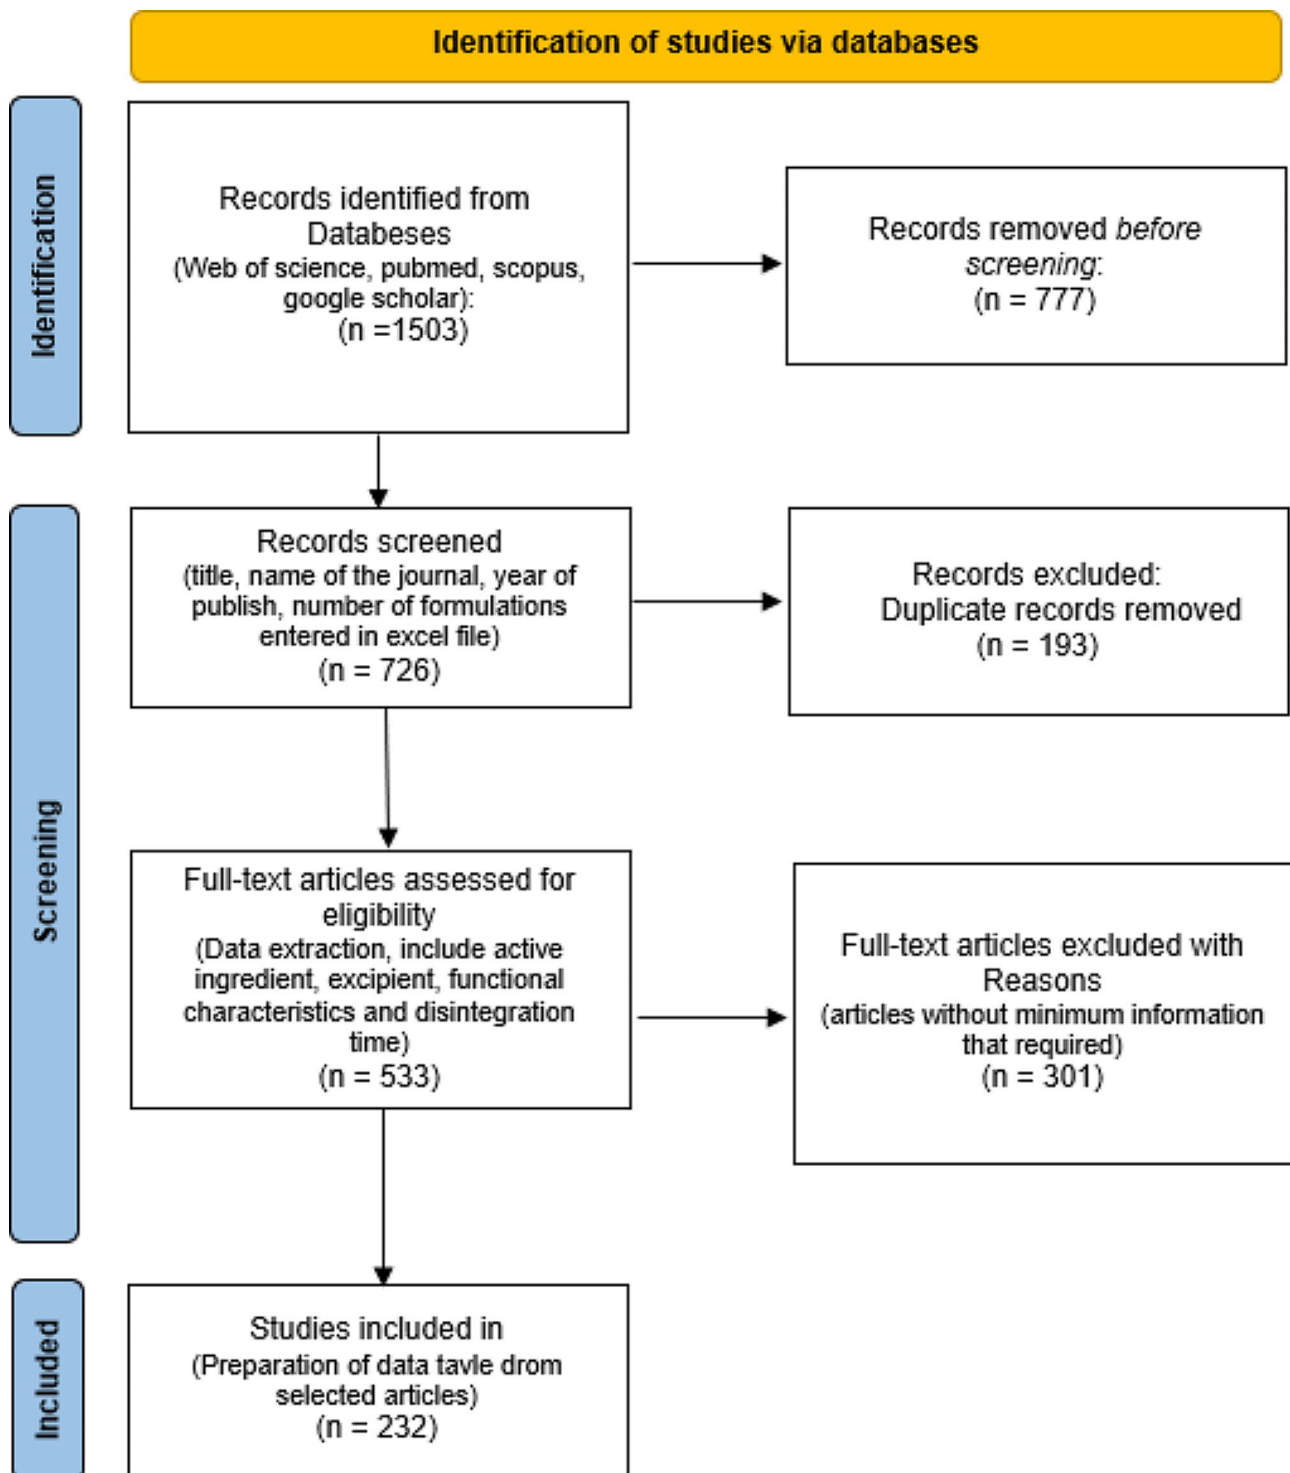 Identification of studies via databases
Identification
Records identified from
Databeses
(Web of science, pubmed, scopus,
google scholar):
(n =1503)
Records removed before
screening:
(n = 777)
Screening
Records screened
(title, name of the journal, year of
publish, number of formulations
entered in excel file)
(n = 726)
Records excluded:
Duplicate records removed
(n = 193)
Full-text articles assessed for
eligibility
(Data extraction, include active
ingredient, excipient, functional
characteristics and disintegration
time)
(n = 533)
Full-text articles excluded with
Reasons
(articles without minimum information
that required)
(n = 301)
Included
Studies included in
(Preparation of data tavle drom
selected articles)
(n = 232)